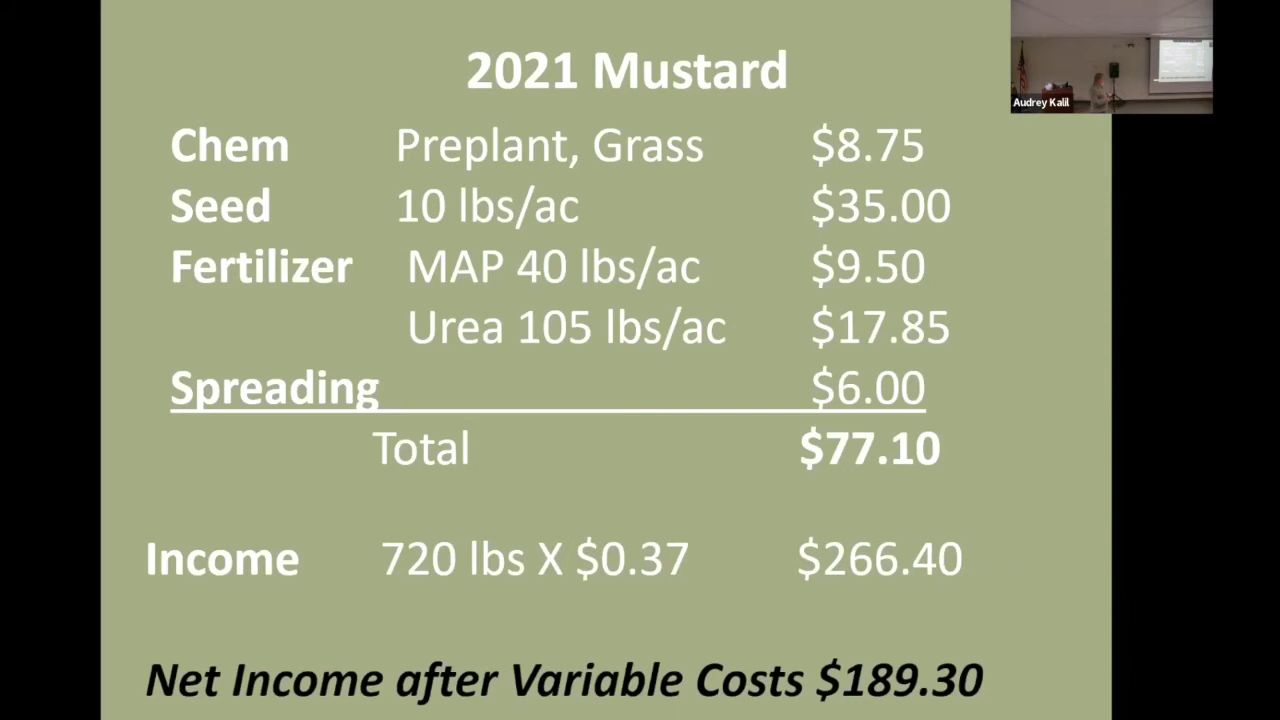 2021 Mustard
Chem Preplant, Grass $8.75
Seed 10 lbs/ac $35.00
Fertilizer MAP 40 lbs/ac $9.50
Urea 105 lbs/ac $17.85
Spreading $6.00
Total $77.10
Income 720 lbs X $0.37 $266.40
Net Income after Variable Costs $189.30
Audrey Kalil